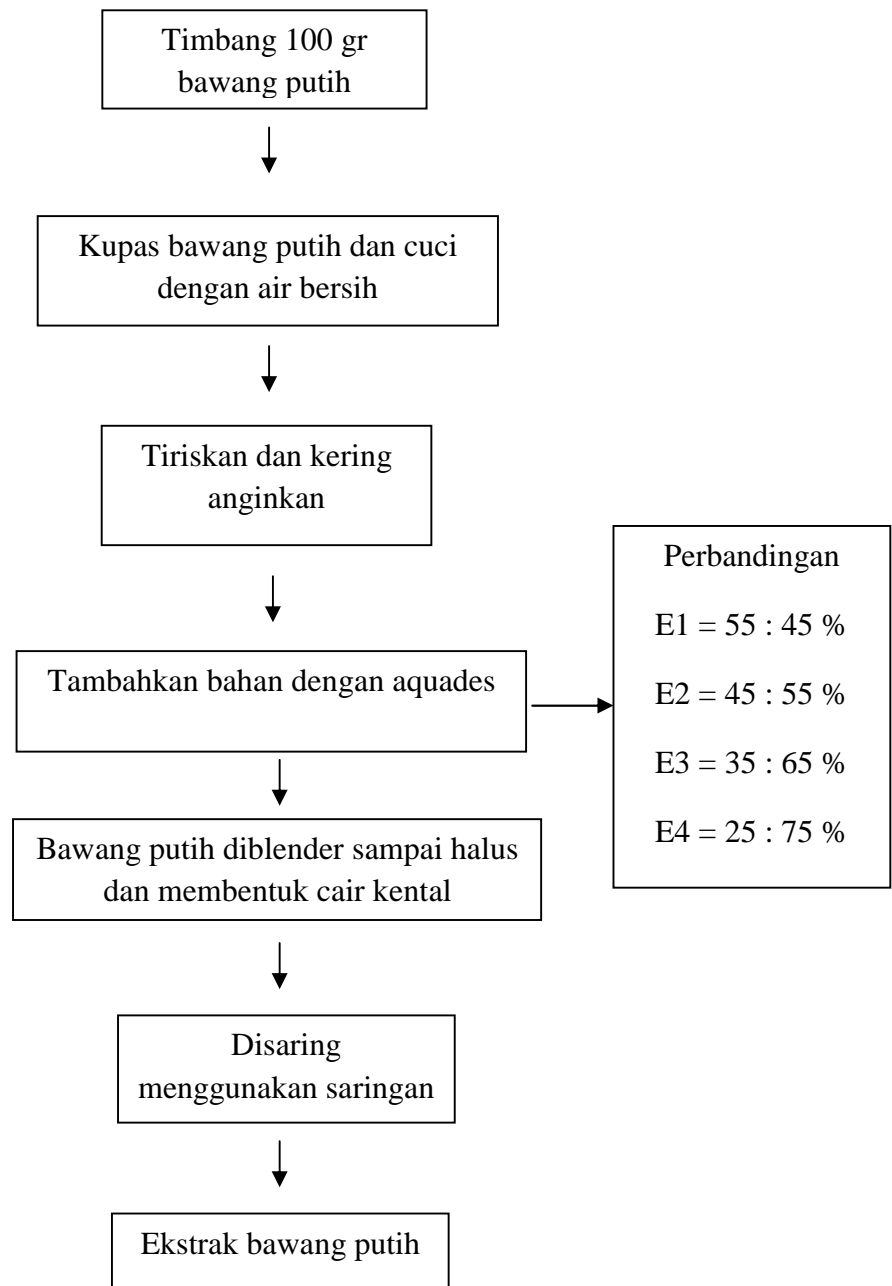 Timbang 100 gr
bawang putih
Kupas bawang putih dan cuci
dengan air bersih
Tiriskan dan kering
anginkan
Tambahkan bahan dengan aquades
Perbandingan
E1 = 55 : 45 %
E2 = 45 : 55 %
E3 = 35 : 65 %
E4 = 25 : 75 %
Bawang putih diblender sampai halus
dan membentuk cair kental
Disaring
menggunakan saringan
Ekstrak bawang putih